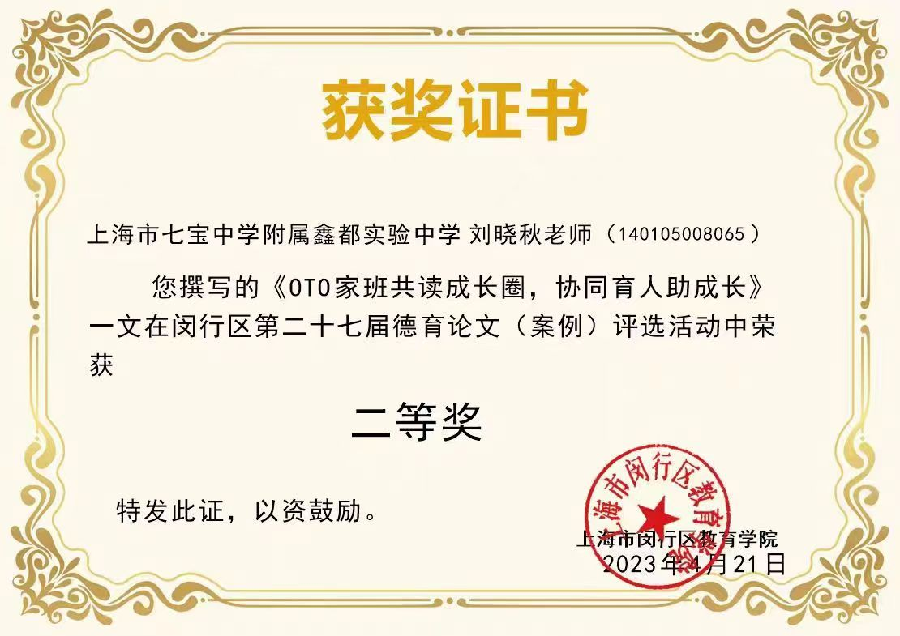 获奖证书
上海市七宝中学附属鑫都实验中学 刘晓秋老师（140105008065）
您撰写的《OTO家班共读成长圈，协同育人助成长》
一文在闵行区第二十七届德育论文（案例）评选活动中荣
获
二等奖
特发此证，以资鼓励。
上海市闵行区教育学院
上海市闵行区教育学院
2023年4月21日